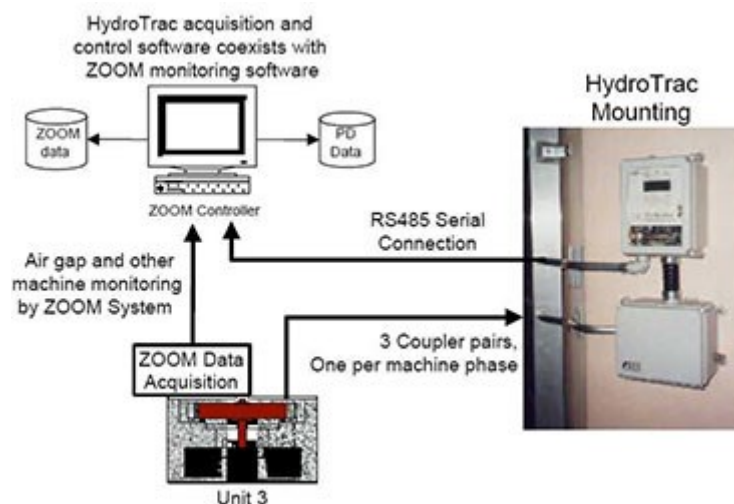 HydroTrac acquisition and
control software coexists with
ZOOM monitoring software
ZOOM
data
PD
Data
ZOOM Controller
HydroTrac
Mounting
RS485 Serial
Connection
Air gap and other
machine monitoring
by ZOOM System
3 Coupler pairs,
One per machine phase
ZOOM Data
Acquisition
Unit 3